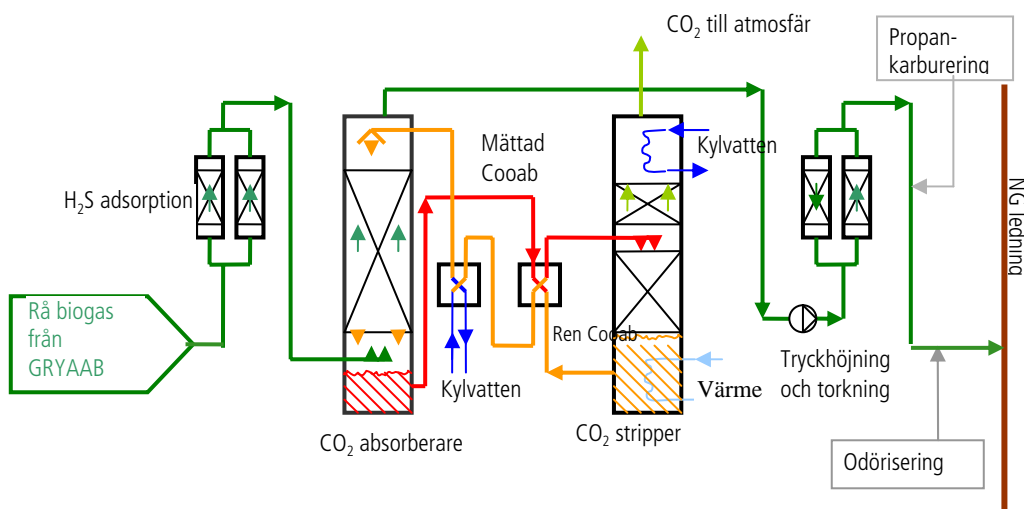 CO2 till atmosfär
Propan-
karburering
Mättad
Cooab
Kylvatten
H2S adsorption
NG ledning
Rå biogas
från
GRYAAB
Ren Cooab
Kylvatten
Värme
Tryckhöjning
och torkning
CO2 absorberare
CO2 stripper
Odörisering